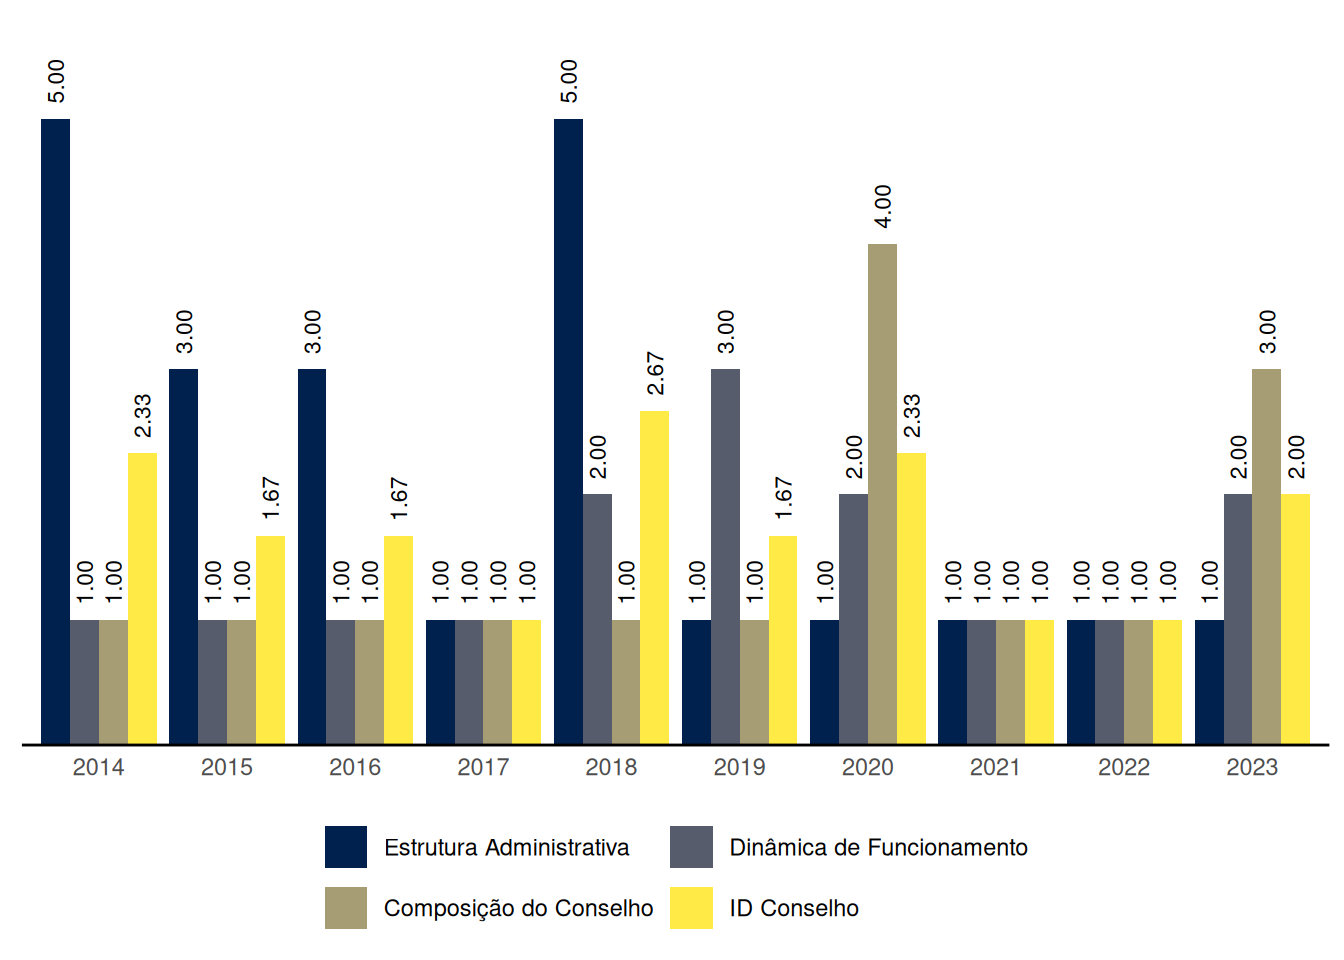 5.00 1.00 1.00 2.33 3.00 1.00 1.00 1.67 3.00 1.00 1.00 1.67 1.00 1.00 1.00 1.00 5.00 2.00 1.00 2.67 1.00 3.00 1.00 1.67 1.00 2.00 4.00 2.33 1.00 1.00 1.00 1.00 1.00 1.00 1.00 1.00 1.00 2.00 3.00 2.00
2014 2015 2016 2017 2018 2019 2020 2021 2022 2023
Estrutura Administrativa Dinâmica de Funcionamento
Composição do Conselho ID Conselho